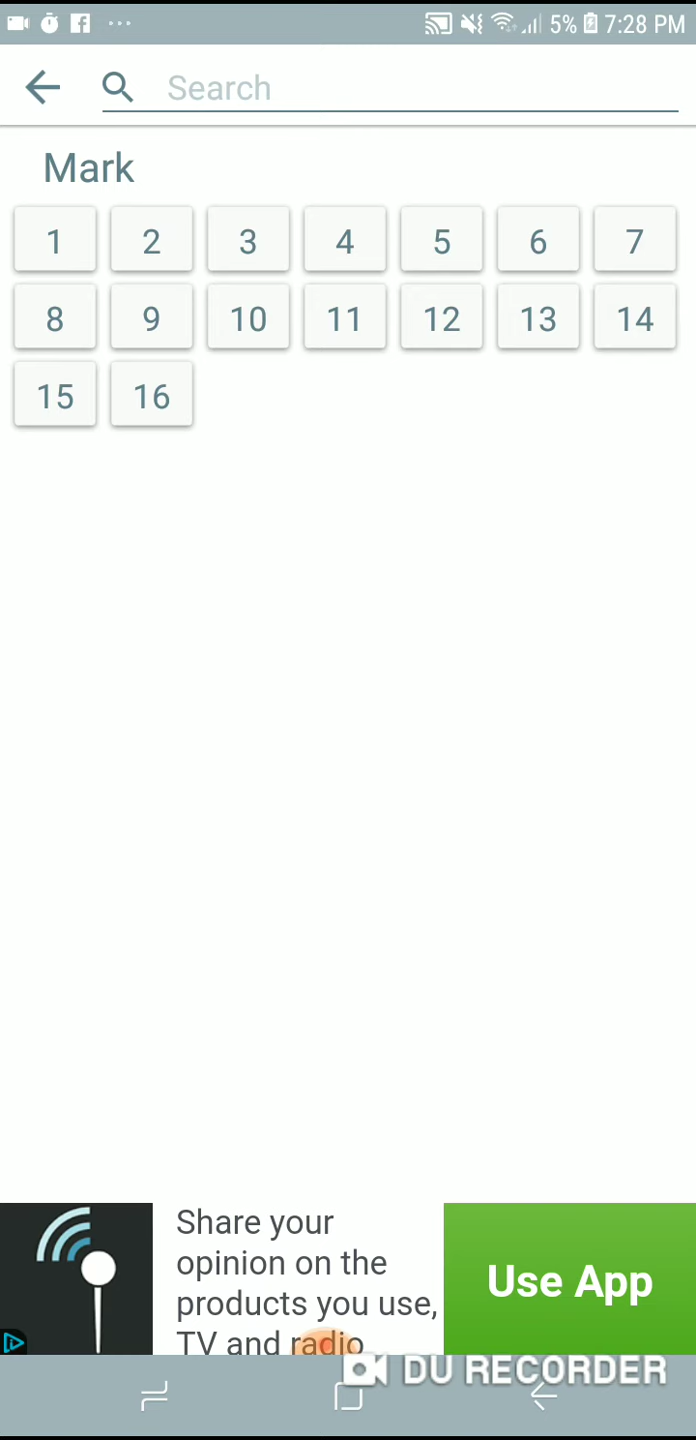 5% 7:28 PM
Search
Mark
1 2 3 4 5 6 7
8 9 10 11 12 13 14
15 16
Share your
opinion on the
products you use,
TV and radio
Use App
DU RECORDER